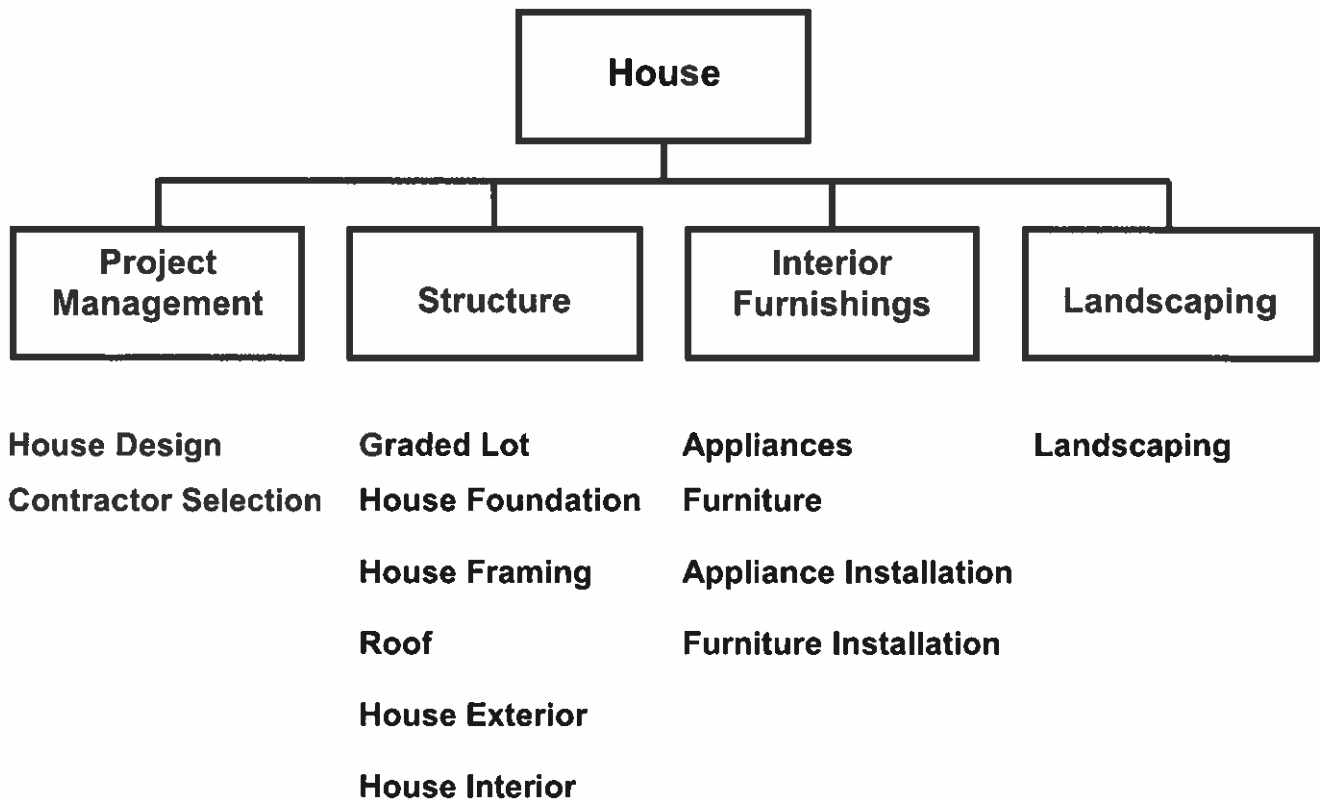 House
Project
Management
Structure
Interior
Furnishings
Landscaping
House Design
Contractor Selection
Graded Lot
House Foundation
House Framing
Roof
House Exterior
House Interior
Appliances
Furniture
Appliance Installation
Furniture Installation
Landscaping